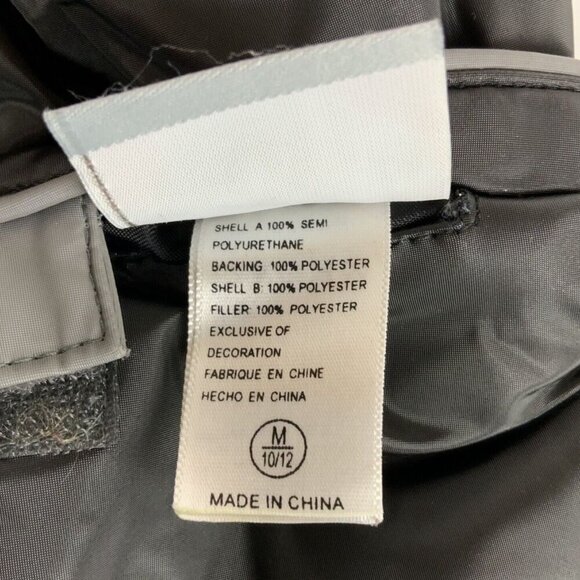 SHELL A 100% SEMI
POLYURETHANE
BACKING: 100% POLYESTER
SHELL B: 100% POLYESTER
FILLER: 100% POLYESTER
EXCLUSIVE OF
DECORATION
FABRIQUE EN CHINE
HECHO EN CHINA
M
10/12
MADE IN CHINA